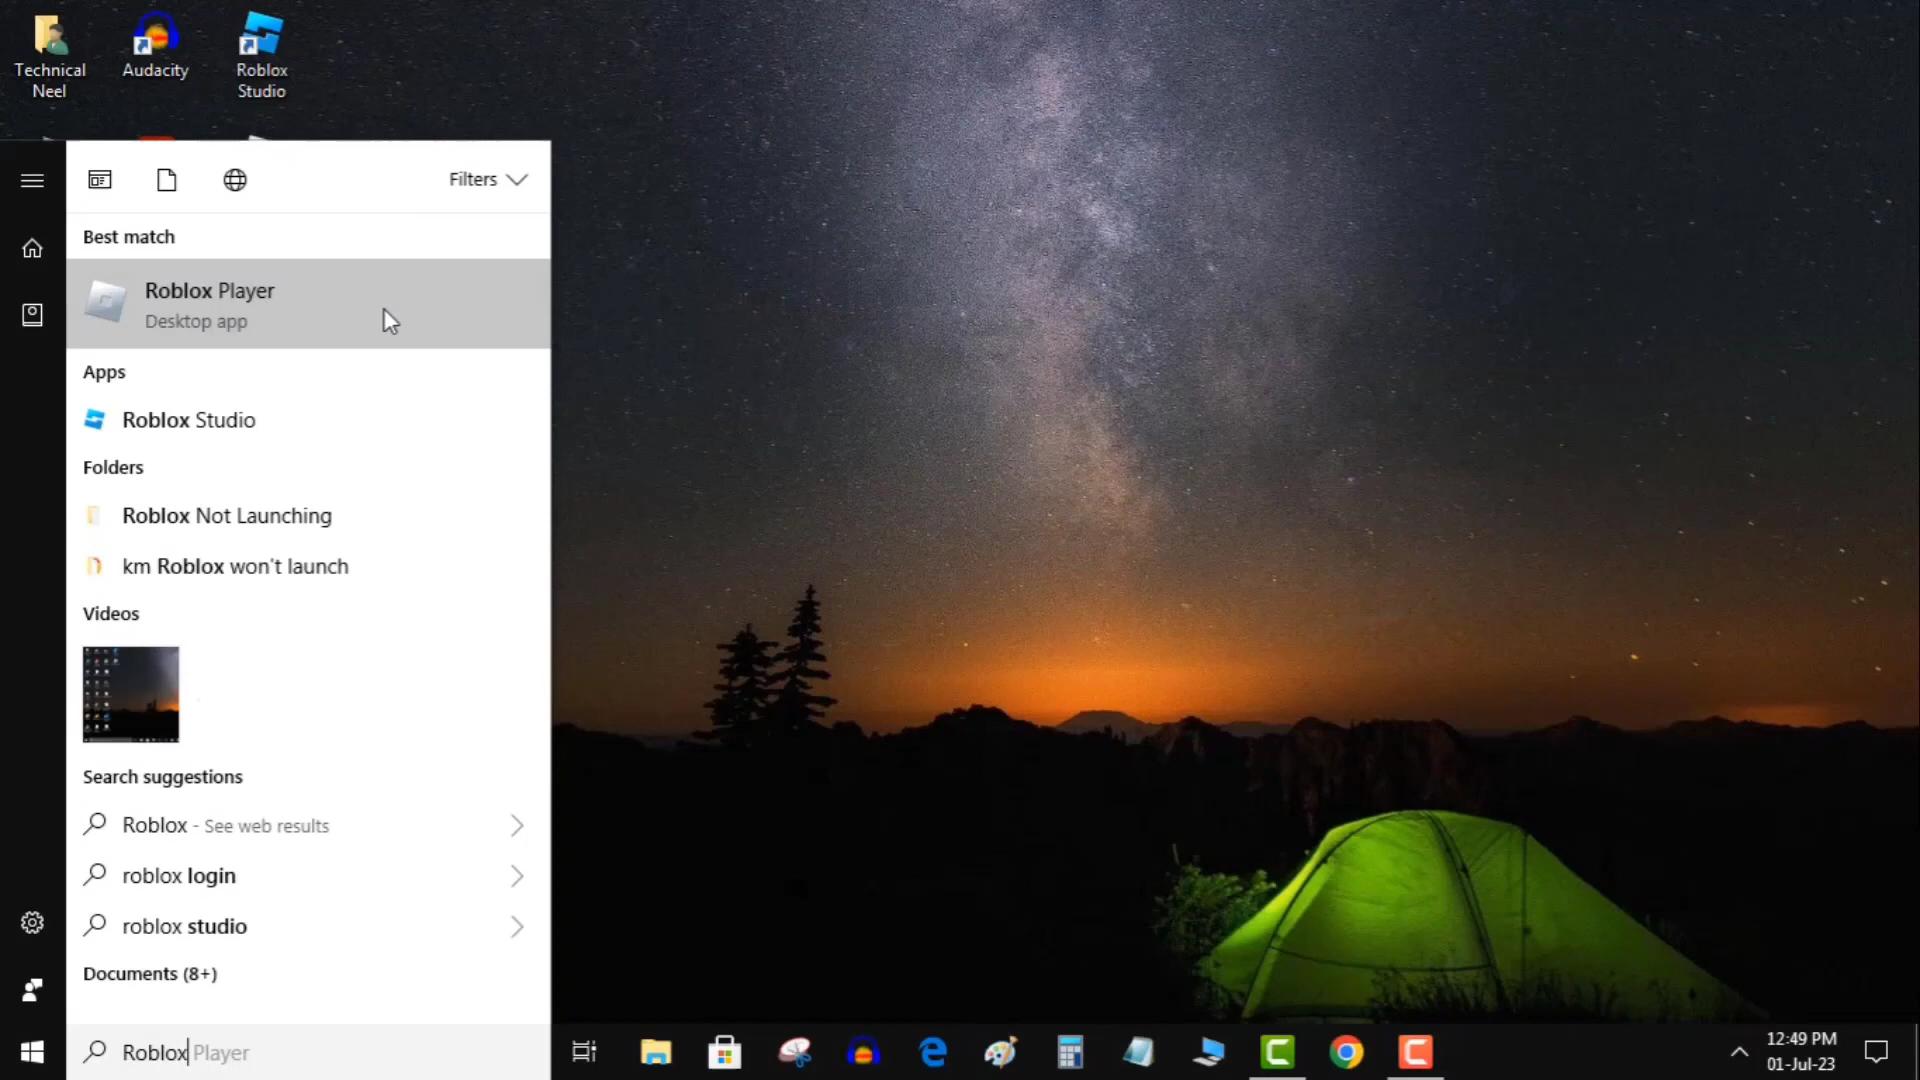 Technical
Neel
Audacity
Roblox
Studio
Filters
Best match
Roblox Player
Desktop app
Apps
Roblox Studio
Folders
Roblox Not Launching
km Roblox won't launch
Videos
Search suggestions
Roblox - See web results
roblox login
roblox studio
Documents (8+)
Roblox Player
12:49 PM
01-Jul-23